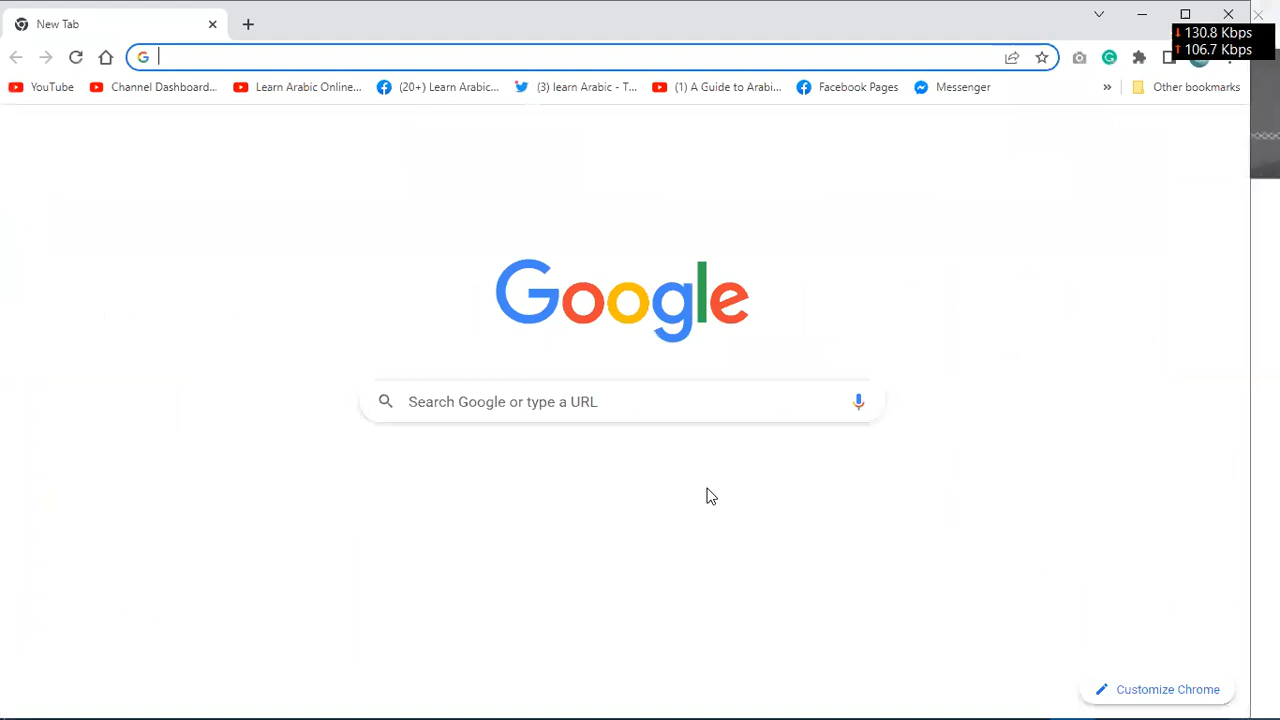 New Tab
130.8 Kbps
106.7 Kbps
YouTube
Channel Dashboard...
Learn Arabic Online...
(20+) Learn Arabic...
(3) learn Arabic - T...
(1) A Guide to Arabi...
Facebook Pages
Messenger
»
Other bookmarks
Google
Search Google or type a URL
Customize Chrome